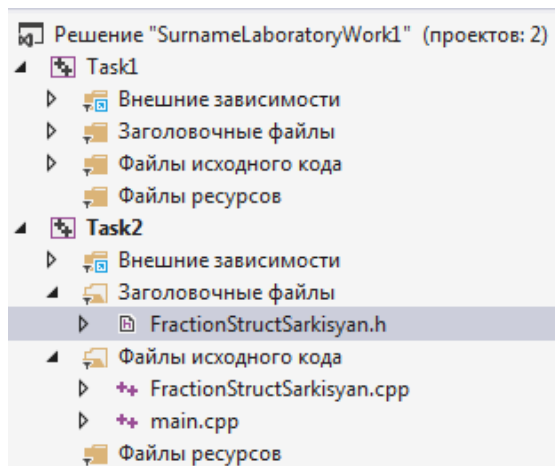 Решение "SurnameLaboratoryWork1" (проектов: 2)
Task1
Внешние зависимости
Заголовочные файлы
Файлы исходного кода
Файлы ресурсов
Task2
Внешние зависимости
Заголовочные файлы
FractionStructSarkisyan.h
Файлы исходного кода
FractionStructSarkisyan.cpp
main.cpp
Файлы ресурсов